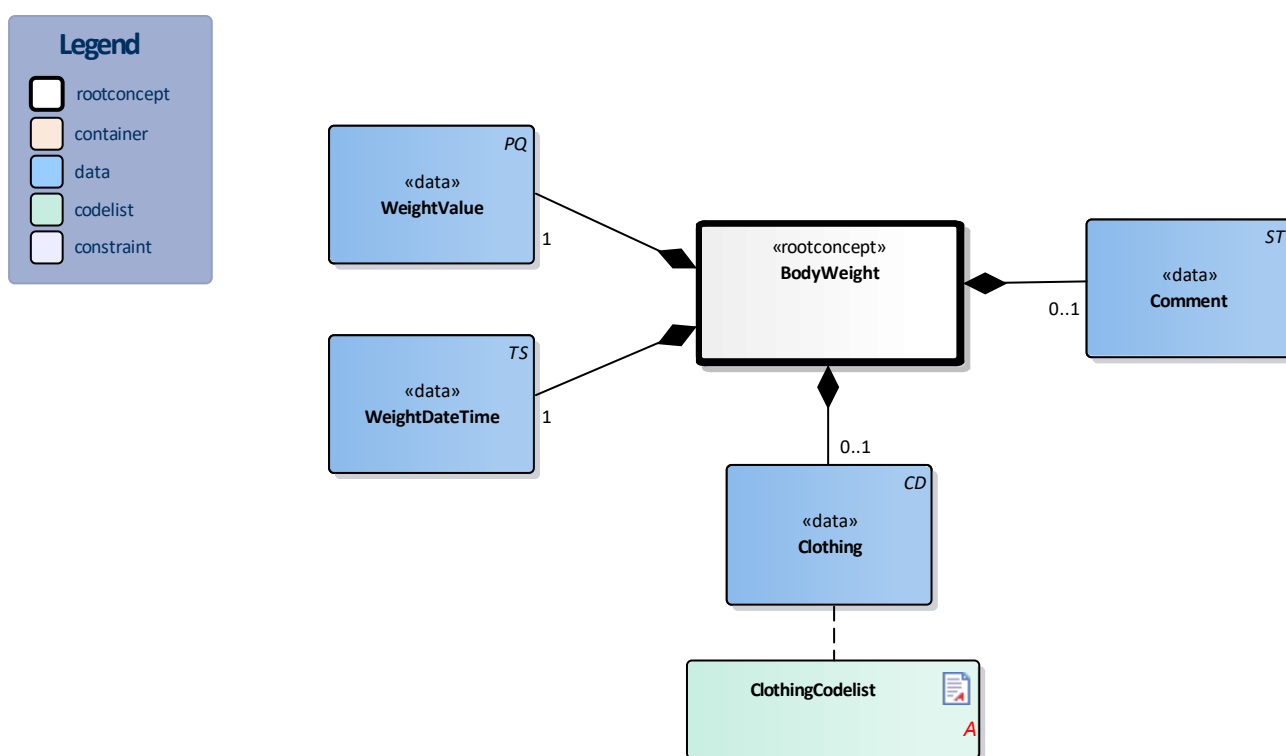 Legend
rootconcept
container
data
codelist
constraint
PQ
«data»
WeightValue
1
TS
«data»
WeightDateTime
1
«rootconcept»
BodyWeight
ST
«data»
Comment
0..1
0..1
CD
«data»
Clothing
ClothingCodelist
A
A